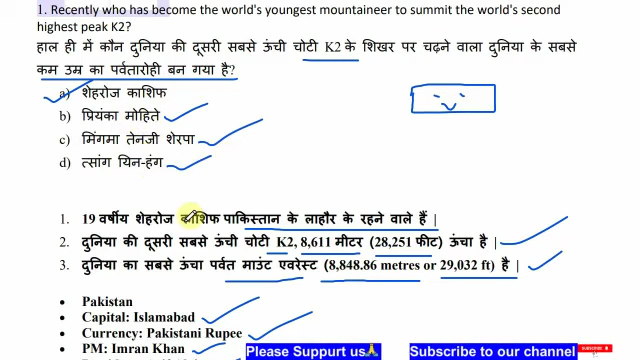 1. Recently who has become the world's youngest mountaineer to summit the world's second
highest peak K2?
हाल ही में कौन दुनिया की दूसरी सबसे ऊंची चोटी K2 के शिखर पर चढ़ने वाला दुनिया के सबसे
कम उम्र का पर्वतारोही बन गया है?
a) शेहरोज काशिफ
b) प्रियंका मोहिते
c) मिंगमा तेनजी शेरपा
d) त्सांग यिन-हंग
1. 19 वर्षीय शेहरोज काशिफ पाकिस्तान के लाहौर के रहने वाले हैं |
2. दुनिया की दूसरी सबसे ऊंची चोटी K2, 8,611 मीटर (28,251 फीट) ऊंचा है |
3. दुनिया का सबसे ऊंचा पर्वत माउंट एवरेस्ट (8,848.86 metres or 29,032 ft) है |
• Pakistan
• Capital: Islamabad
• Currency: Pakistani Rupee
• PM: Imran Khan
Please Suppurt us🙏 Subscribe to our channel